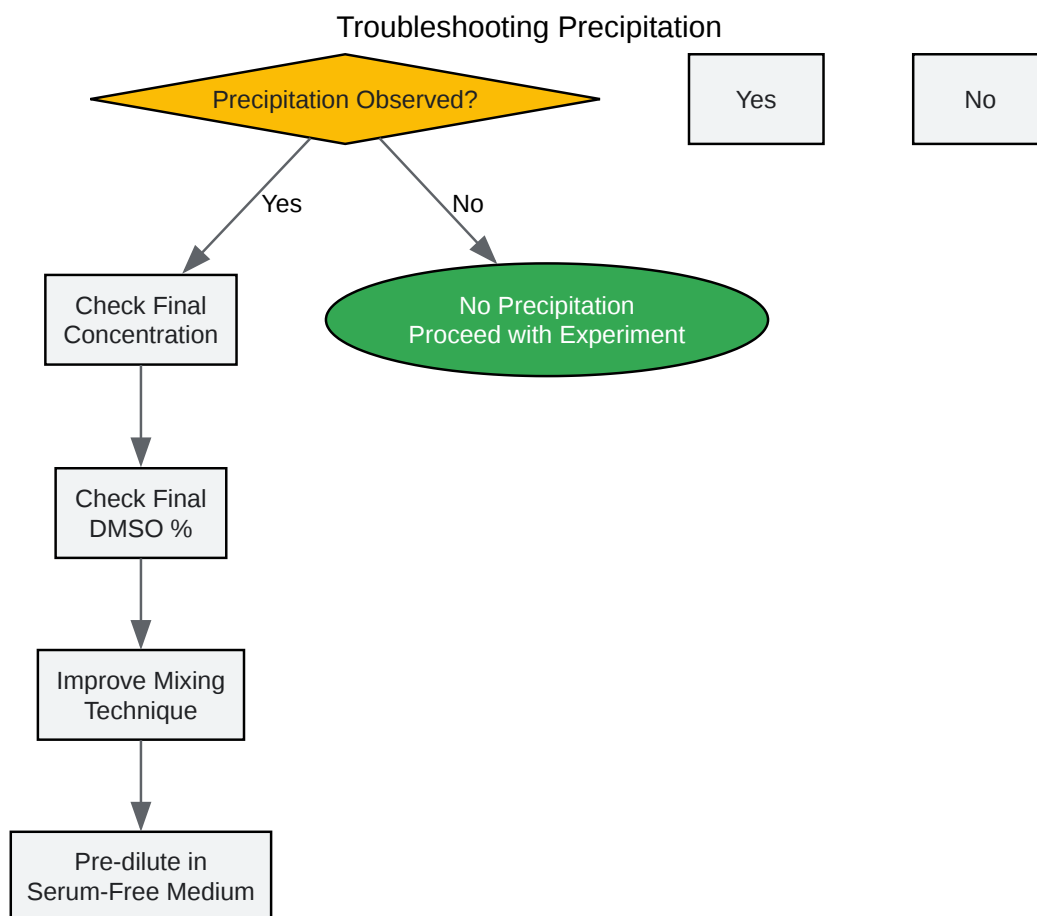 Troubleshooting Precipitation
Precipitation Observed?
Yes
No
Yes
No
Check Final
Concentration
No Precipitation
Proceed with Experiment
Check Final
DMSO %
Improve Mixing
Technique
Pre-dilute in
Serum-Free Medium